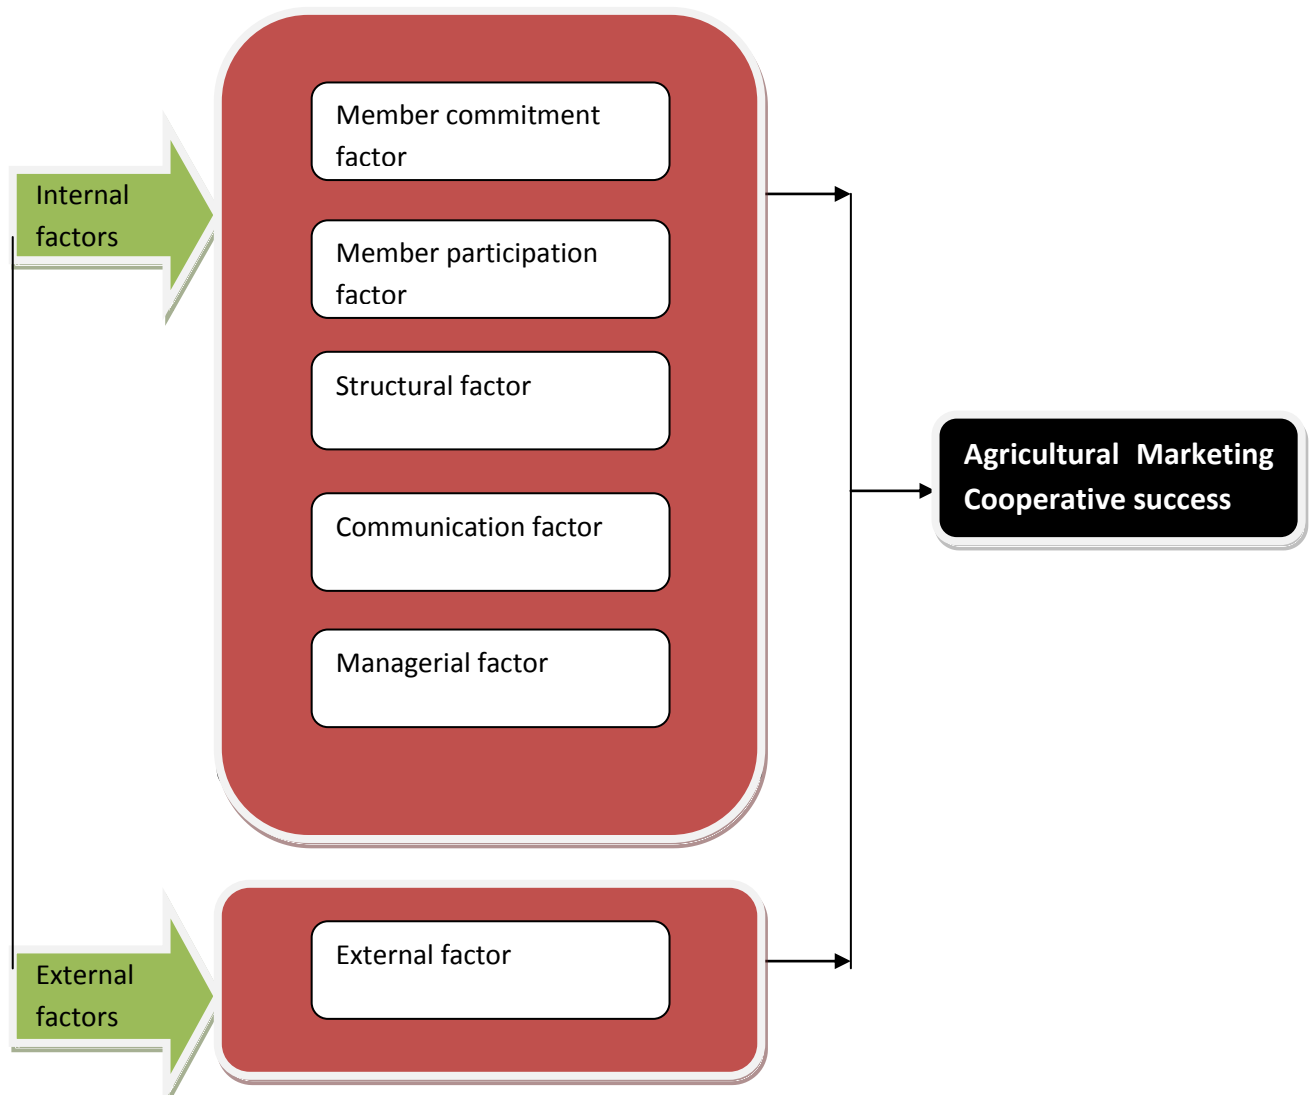 Internal
factors
Member commitment
factor
Member participation
factor
Structural factor
Communication factor
Managerial factor
Agricultural Marketing
Cooperative success
External
factors
External factor